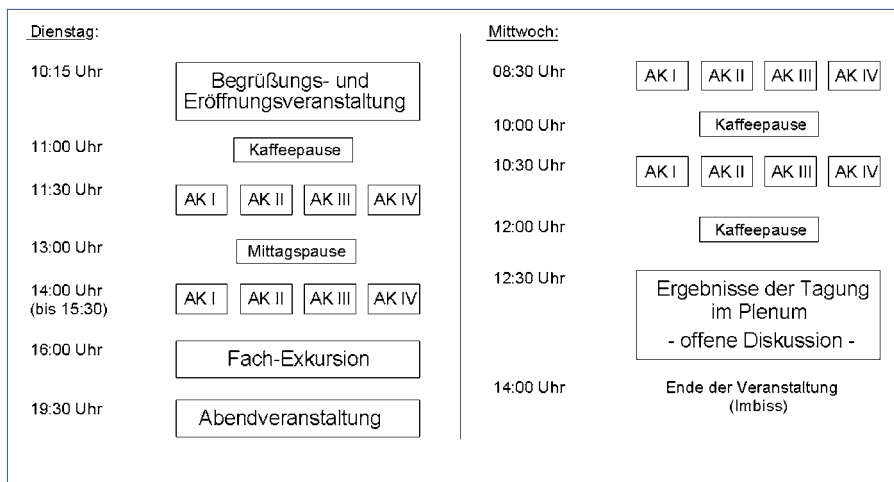 Dienstag:
10:15 Uhr
Begrüßungs- und
Eröffnungsveranstaltung
11:00 Uhr
Kaffeepause
11:30 Uhr
AK I AK II AK III AK IV
13:00 Uhr
Mittagspause
14:00 Uhr
(bis 15:30)
AK I AK II AK III AK IV
16:00 Uhr
Fach-Exkursion
19:30 Uhr
Abendveranstaltung
Mittwoch:
08:30 Uhr
AK I AK II AK III AK IV
10:00 Uhr
Kaffeepause
10:30 Uhr
AK I AK II AK III AK IV
12:00 Uhr
Kaffeepause
12:30 Uhr
Ergebnisse der Tagung
im Plenum
- offene Diskussion -
14:00 Uhr
Ende der Veranstaltung
(Imbiss)